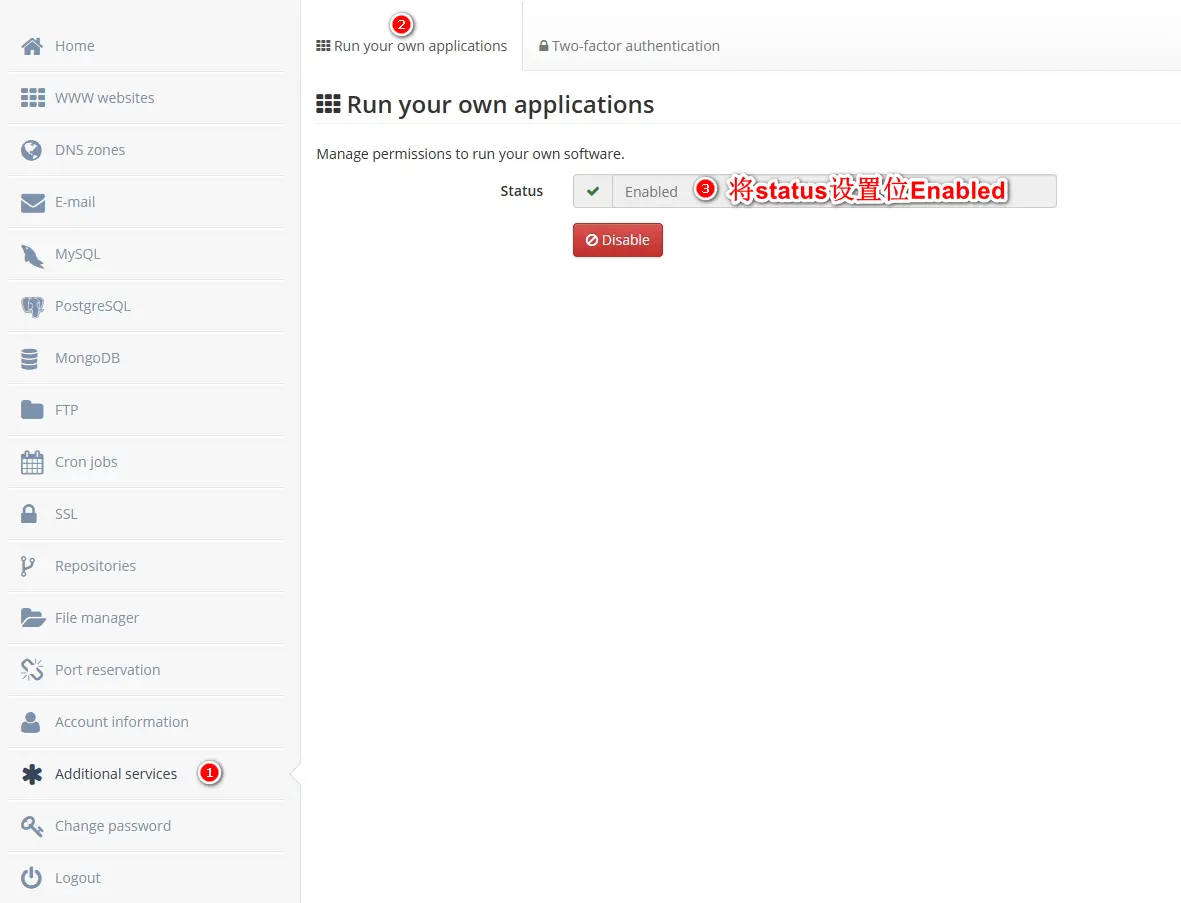 Home
WWW websites
DNS zones
E-mail
MySQL
PostgreSQL
MongoDB
FTP
Cron jobs
SSL
Repositories
File manager
Port reservation
Account information
Additional services 1
Change password
Logout
2
Run your own applications
Two-factor authentication
Run your own applications
Manage permissions to run your own software.
Status Enabled 3 将status设置位Enabled
Disable